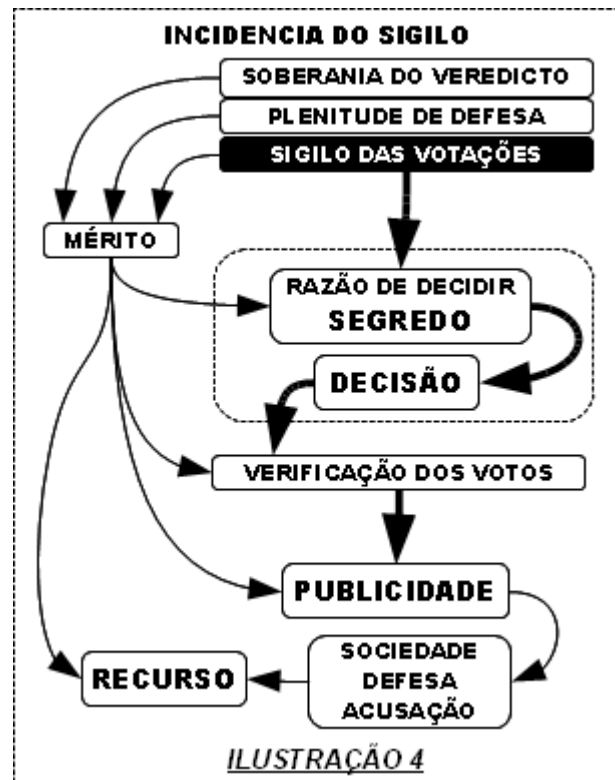 INCIDENCIA DO SIGILO
SOBERANIA DO VEREDICTO
PLENITUDE DE DEFESA
SIGILO DAS VOTAÇÕES
MÉRITO
RAZÃO DE DECIDIR
SEGREDO
DECISÃO
VERIFICAÇÃO DOS VOTOS
PUBLICIDADE
SOCIEDADE
DEFESA
ACUSAÇÃO
RECURSO
ILUSTRAÇÃO 4